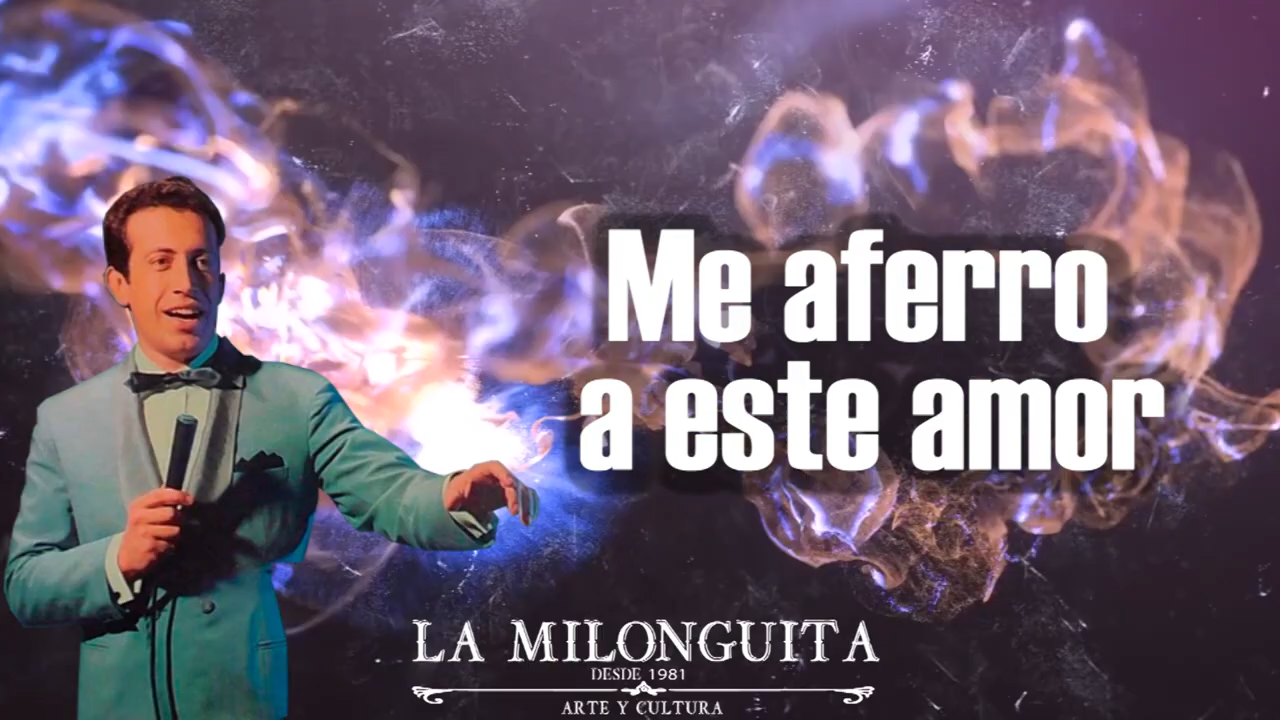 Me aferro
a este amor
LA MILONGUITA
DESDE 1981
ARTE Y CULTURA